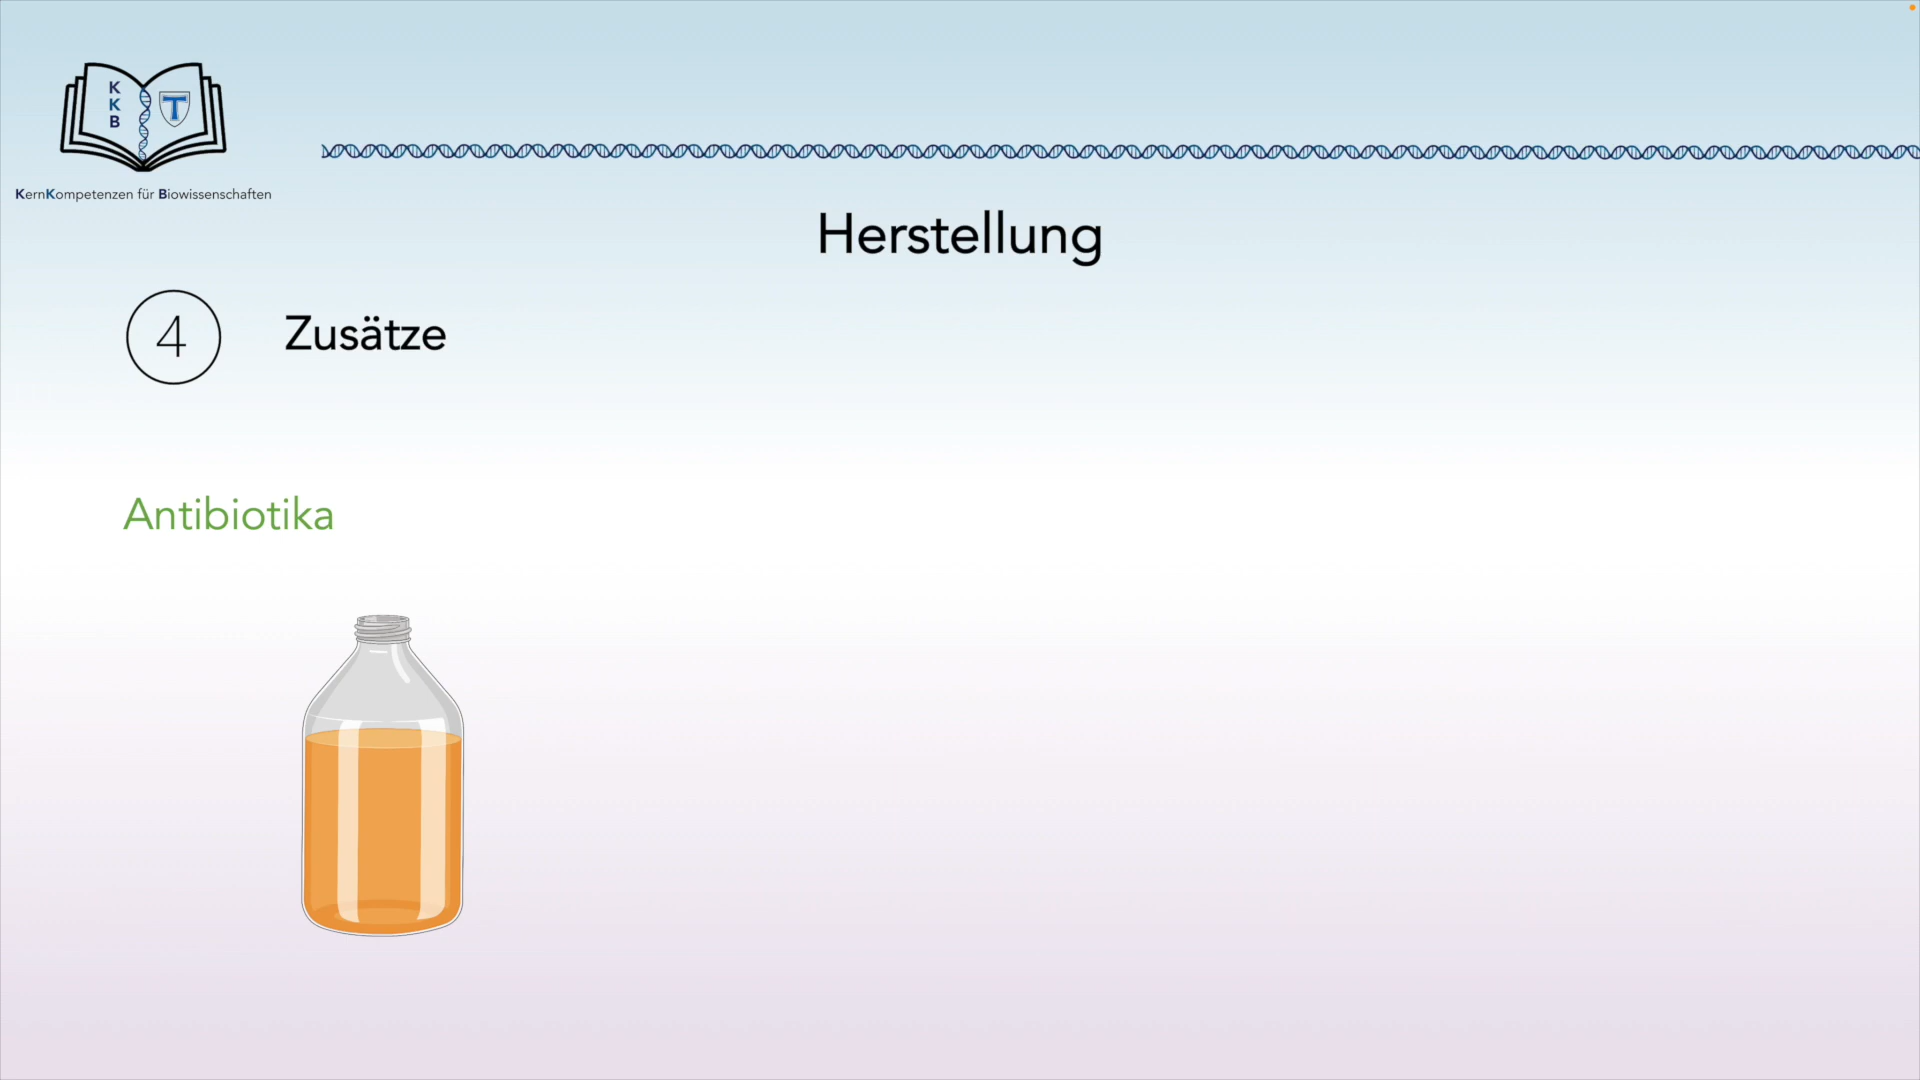 K
K
B
T
KernKompetenzen für Biowissenschaften
Herstellung
4 Zusätze
Antibiotika